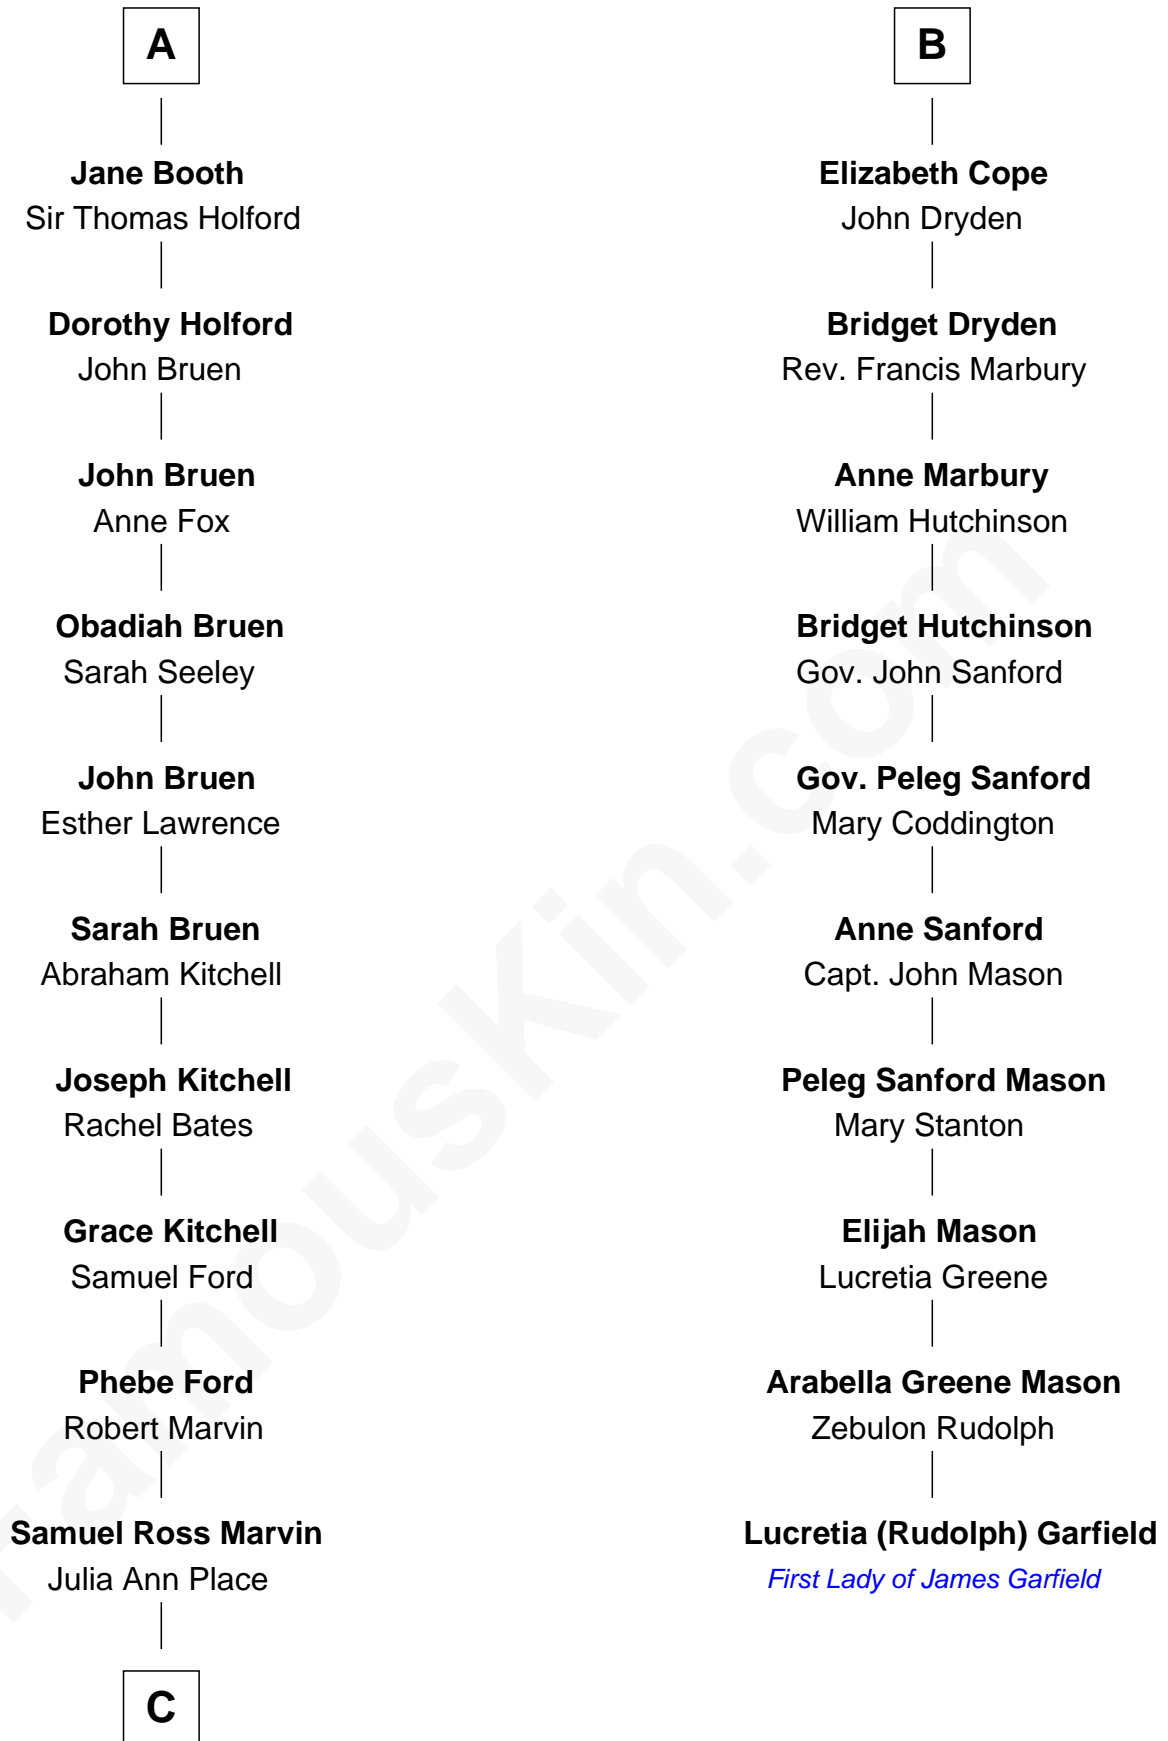 A
Jane Booth
Sir Thomas Holford
Dorothy Holford
John Bruen
John Bruen
Anne Fox
Obadiah Bruen
Sarah Seeley
John Bruen
Esther Lawrence
Sarah Bruen
Abraham Kitchell
Joseph Kitchell
Rachel Bates
Grace Kitchell
Samuel Ford
Phebe Ford
Robert Marvin
Samuel Ross Marvin
Julia Ann Place
C
B
Elizabeth Cope
John Dryden
Bridget Dryden
Rev. Francis Marbury
Anne Marbury
William Hutchinson
Bridget Hutchinson
Gov. John Sanford
Gov. Peleg Sanford
Mary Coddington
Anne Sanford
Capt. John Mason
Peleg Sanford Mason
Mary Stanton
Elijah Mason
Lucretia Greene
Arabella Greene Mason
Zebulon Rudolph
Lucretia (Rudolph) Garfield
First Lady of James Garfield
FamousKin.com